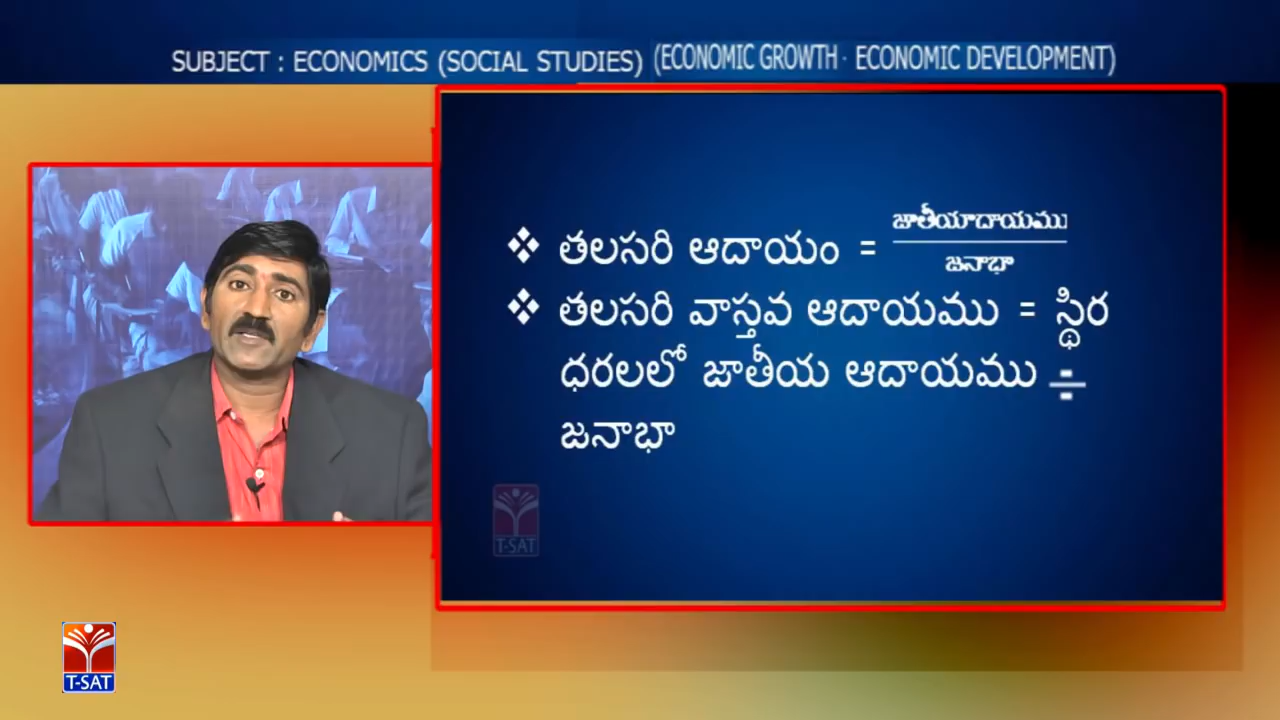 SUBJECT : ECONOMICS (SOCIAL STUDIES) (ECONOMIC GROWTH - ECONOMIC DEVELOPMENT)
❖ తలసరి ఆదాయం = జాతీయాదాయము
జనాభా
❖ తలసరి వాస్తవ ఆదాయము = స్థిర
ధరలలో జాతీయ ఆదాయము ÷
జనాభా
T-SAT
T-SAT